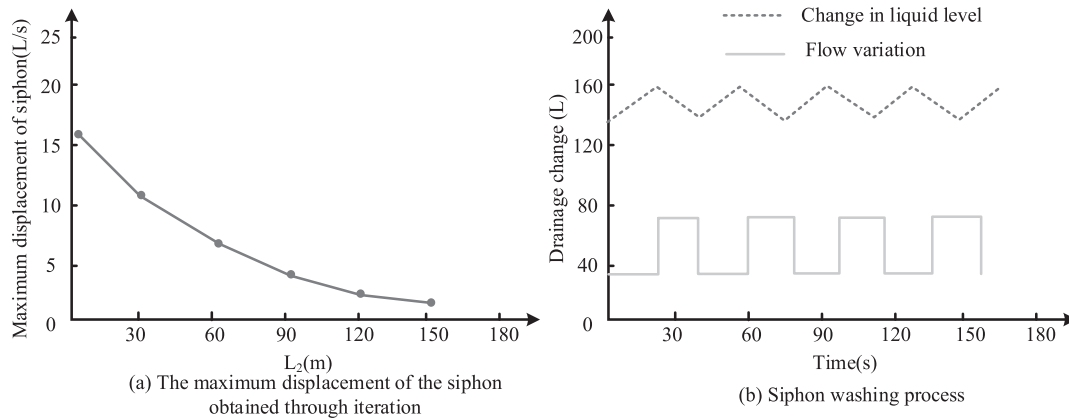 Maximum displacement of siphon(L/s)
25
20
15
10
5
0
30
60
90
120
150
180
L₂(m)
(a) The maximum displacement of the siphon
obtained through iteration
Change in liquid level
Flow variation
Drainage change (L)
200
160
120
80
40
0
30
60
90
120
150
180
Time(s)
(b) Siphon washing process